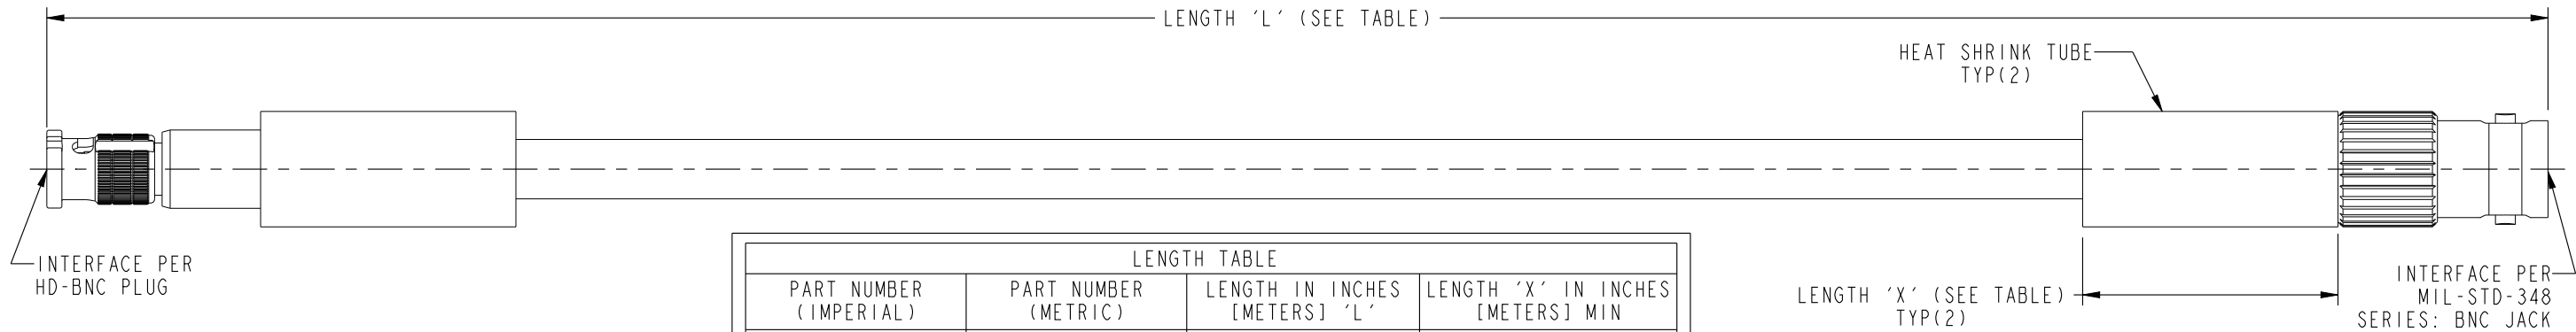 LENGTH 'L' (SEE TABLE)
HEAT SHRINK TUBE
TYP(2)
INTERFACE PER
HD-BNC PLUG
LENGTH TABLE
PART NUMBER
(IMPERIAL)
PART NUMBER
(METRIC)
LENGTH IN INCHES
[METERS] 'L'
LENGTH 'X' IN INCHES
[METERS] MIN
LENGTH 'X' (SEE TABLE)
TYP(2)
INTERFACE PER
MIL-STD-348
SERIES: BNC JACK